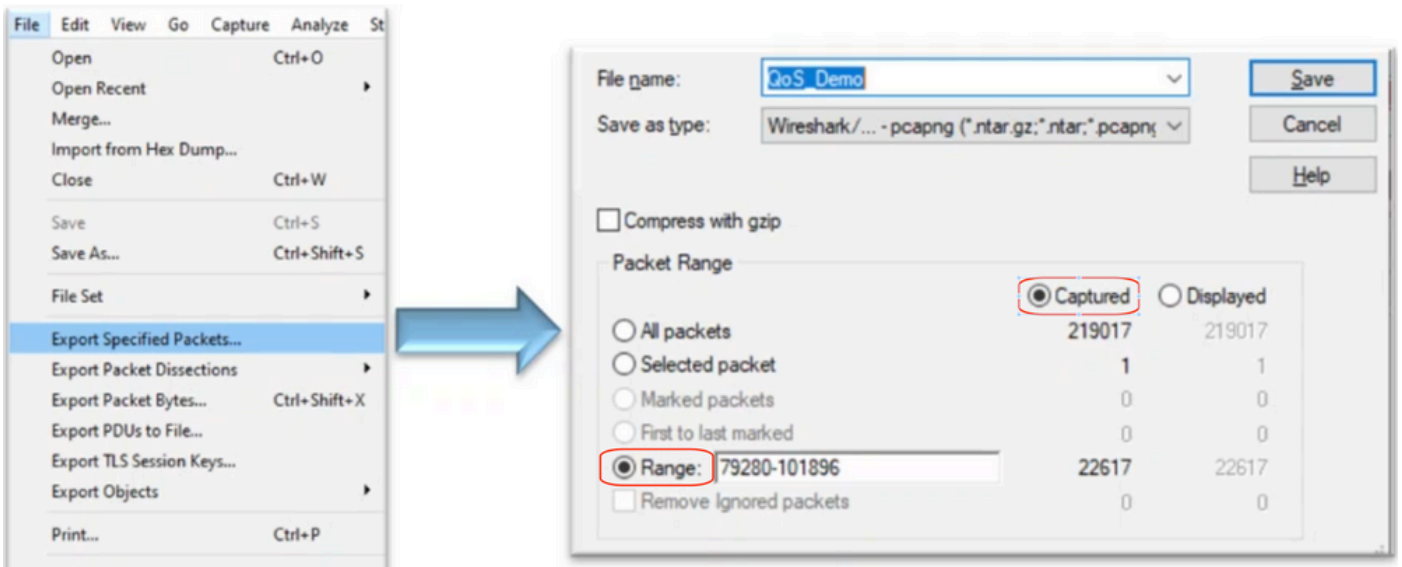 File Edit View Go Capture Analyze St
Open Ctrl+O
Open Recent
Merge...
Import from Hex Dump...
Close Ctrl+W
Save Ctrl+S
Save As... Ctrl+Shift+S
File Set
Export Specified Packets...
Export Packet Dissections
Export Packet Bytes... Ctrl+Shift+X
Export PDUs to File...
Export TLS Session Keys...
Export Objects
Print... Ctrl+P
File name: QoS_Demo Save
Save as type: Wireshark/... - pcapng (*.ntar.gz;*.ntar;*.pcapng Cancel
Help
Compress with gzip
Packet Range
Captured Displayed
All packets 219017 219017
Selected packet 1 1
Marked packets 0 0
First to last marked 0 0
Range: 79280-101896 22617 22617
Remove Ignored packets 0 0